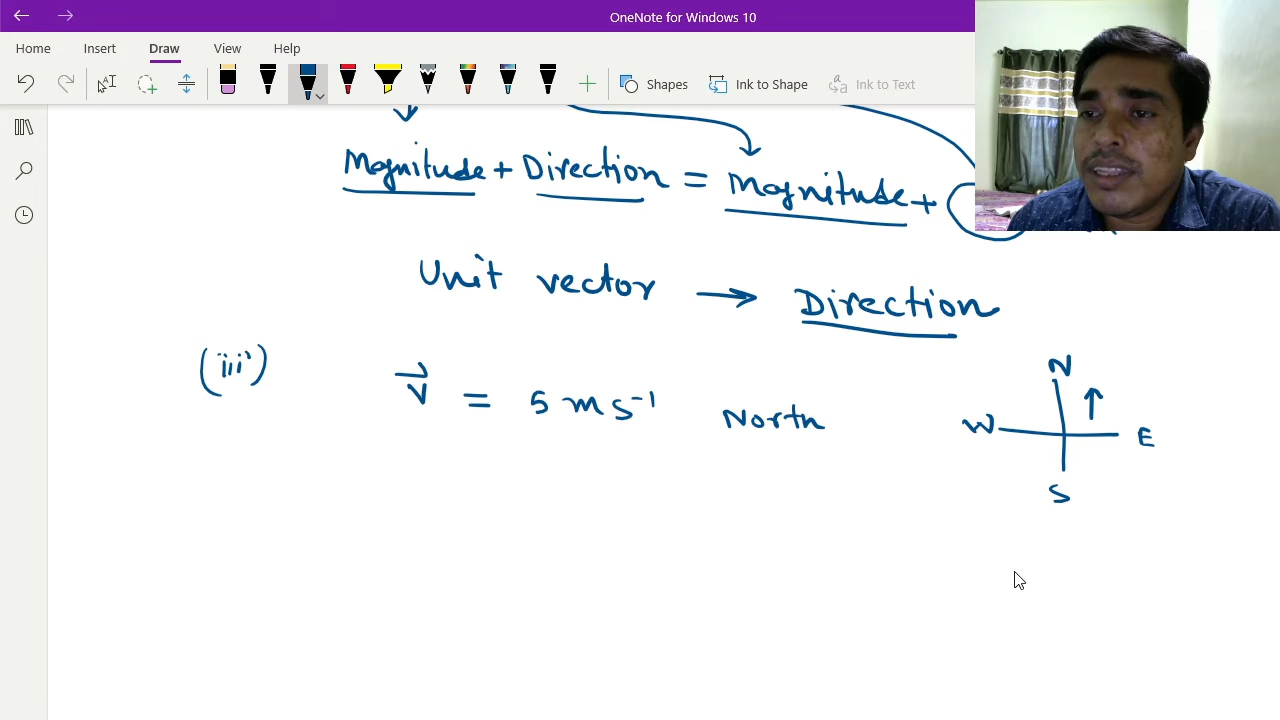 OneNote for Windows 10
Home Insert Draw View Help
Shapes Ink to Shape Ink to Text
Magnitude + Direction = Magnitude +
Unit vector → Direction
(iii) V⃗ = 5 m s⁻¹ North
N
W E
S